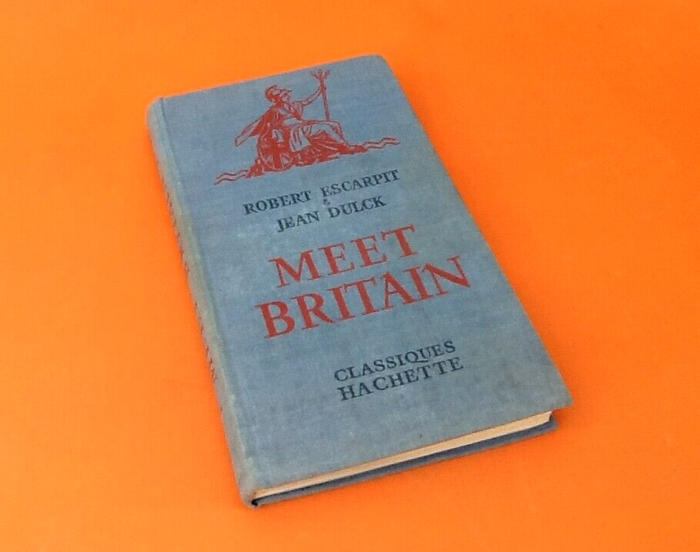 ROBERT ESCARPIT
&
JEAN DULCK
MEET
BRITAIN
CLASSIQUES
HACHETTE